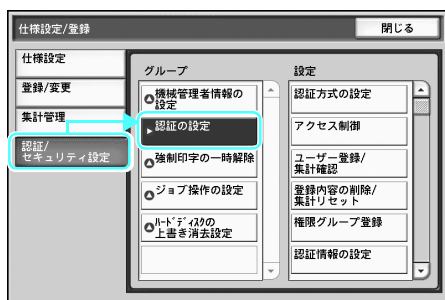 仕様設定/登録
閉じる
仕様設定
登録/変更
集計管理
認証/
セキュリティ設定
グループ
機械管理者情報の
設定
認証の設定
強制印字の一時解除
ジョブ操作の設定
ﾊｰﾄﾞﾃﾞｨｽｸの
上書き消去設定
設定
認証方式の設定
アクセス制御
ユーザー登録/
集計確認
登録内容の削除/
集計リセット
権限グループ登録
認証情報の設定